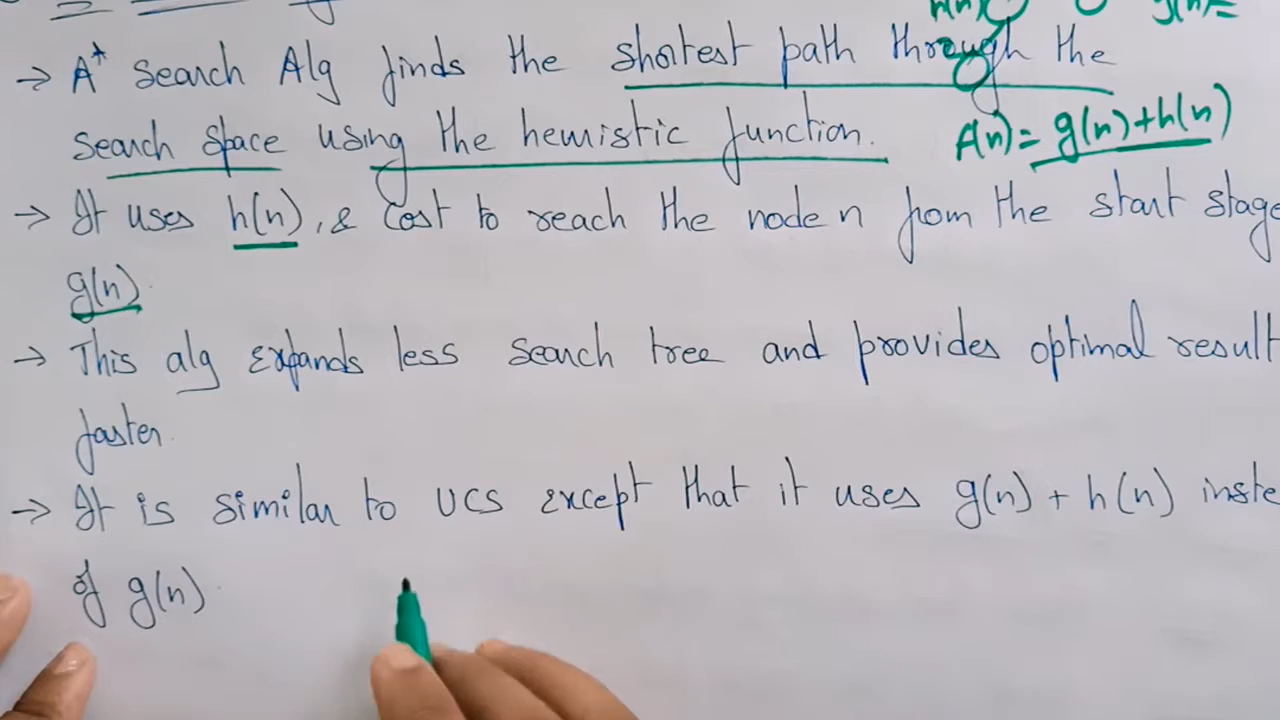 h(n) g(n)=
→ A* search Alg finds the shortest path through the
search space using the hemistic function. f(n)= g(n)+h(n)
→ It uses h(n), & Cost to reach the node n from the start stage
g(n).
→ This alg expands less search tree and provides optimal result
faster.
→ It is similar to UCS except that it uses g(n) + h(n) inste
of g(n).